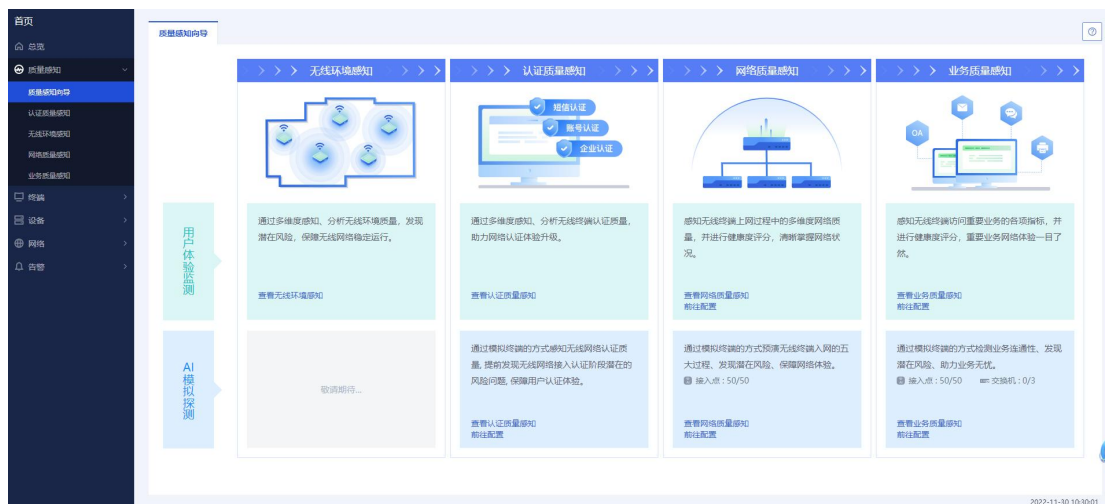 首页
总览
质量感知
质量感知向导
认证质量感知
无线环境感知
网络质量感知
业务质量感知
终端
设备
网络
告警
质量感知向导
无线环境感知
认证质量感知
网络质量感知
业务质量感知
短信认证
账号认证
企业认证
OA
用户体验监测
通过多维度感知、分析无线环境质量，发现
潜在风险，保障无线网络稳定运行。
查看无线环境感知
通过多维度感知、分析无线终端认证质量，
助力网络认证体验升级。
查看认证质量感知
感知无线终端上网过程中的多维度网络质
量，并进行健康度评分，清晰掌握网络状
况。
查看网络质量感知
前往配置
感知无线终端访问重要业务的各项指标，并
进行健康度评分，重要业务网络体验一目了
然。
查看业务质量感知
前往配置
AI模拟探测
敬请期待...
通过模拟终端的方式感知无线网络认证质
量,提前发现无线网络接入认证阶段潜在的
风险问题,保障用户认证体验。
查看认证质量感知
前往配置
通过模拟终端的方式预演无线终端入网的五
大过程、发现潜在风险、保障网络体验。
接入点：50/50
查看网络质量感知
前往配置
通过模拟终端的方式检测业务连通性、发现
潜在风险、助力业务无忧。
接入点：50/50 交换机：0/3
查看业务质量感知
前往配置
2022-11-30 10:30:01